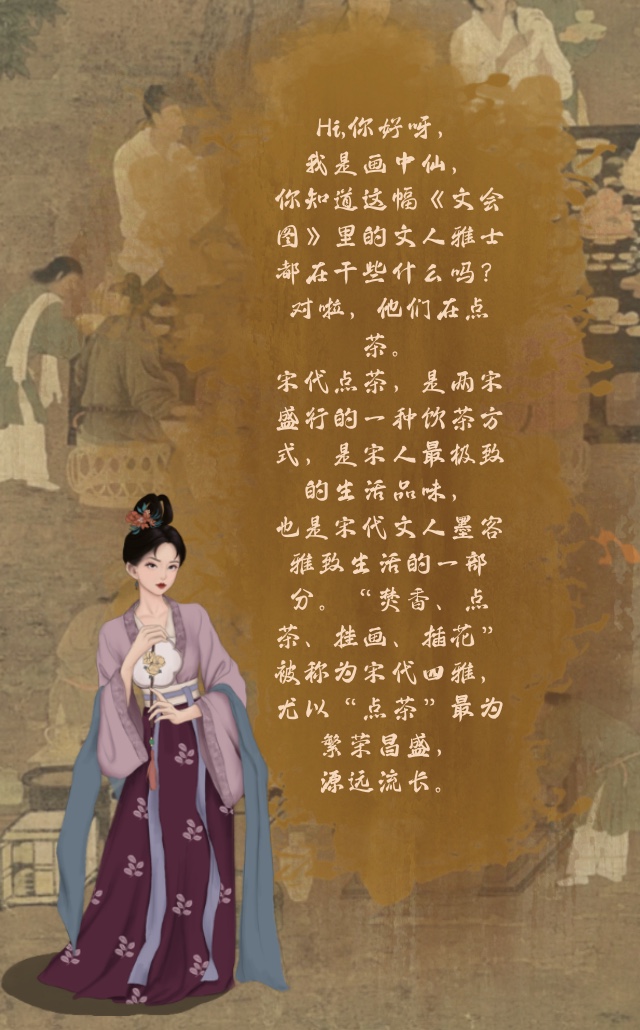 Hi,你好呀，
我是画中仙，
你知道这幅《文会
图》里的文人雅士
都在干些什么吗？
对啦，他们在点
茶。
宋代点茶，是两宋
盛行的一种饮茶方
式，是宋人最极致
的生活品味，
也是宋代文人墨客
雅致生活的一部
分。“焚香、点
茶、挂画、插花”
被称为宋代四雅，
尤以“点茶”最为
繁荣昌盛，
源远流长。